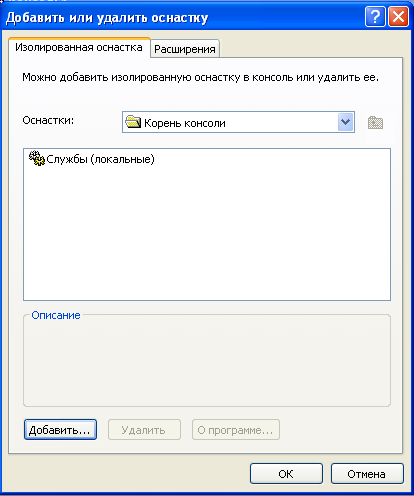 Добавить или удалить оснастку
Изолированная оснастка
Расширения
Можно добавить изолированную оснастку в консоль или удалить ее.
Оснастки:
Корень консоли
Службы (локальные)
Описание
Добавить...
Удалить
О программе...
OK
Отмена